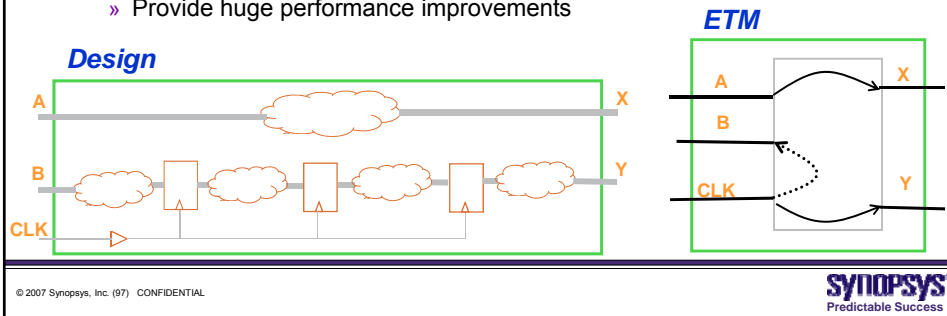 » Provide huge performance improvements
Design
A
X
B
Y
CLK
ETM
A
X
B
CLK
Y
© 2007 Synopsys, Inc. (97) CONFIDENTIAL
SYNOPSYS
Predictable Success